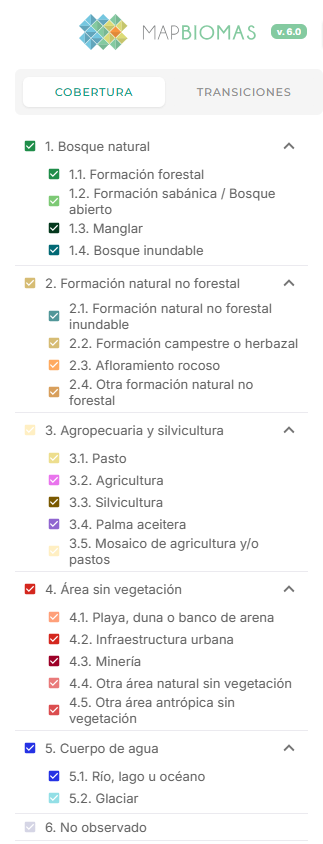 MAPBIOMAS v. 6.0
COBERTURA TRANSICIONES
1. Bosque natural
1.1. Formación forestal
1.2. Formación sabánica / Bosque
abierto
1.3. Manglar
1.4. Bosque inundable
2. Formación natural no forestal
2.1. Formación natural no forestal
inundable
2.2. Formación campestre o herbazal
2.3. Afloramiento rocoso
2.4. Otra formación natural no
forestal
3. Agropecuaria y silvicultura
3.1. Pasto
3.2. Agricultura
3.3. Silvicultura
3.4. Palma aceitera
3.5. Mosaico de agricultura y/o
pastos
4. Área sin vegetación
4.1. Playa, duna o banco de arena
4.2. Infraestructura urbana
4.3. Minería
4.4. Otra área natural sin vegetación
4.5. Otra área antrópica sin
vegetación
5. Cuerpo de agua
5.1. Río, lago u océano
5.2. Glaciar
6. No observado